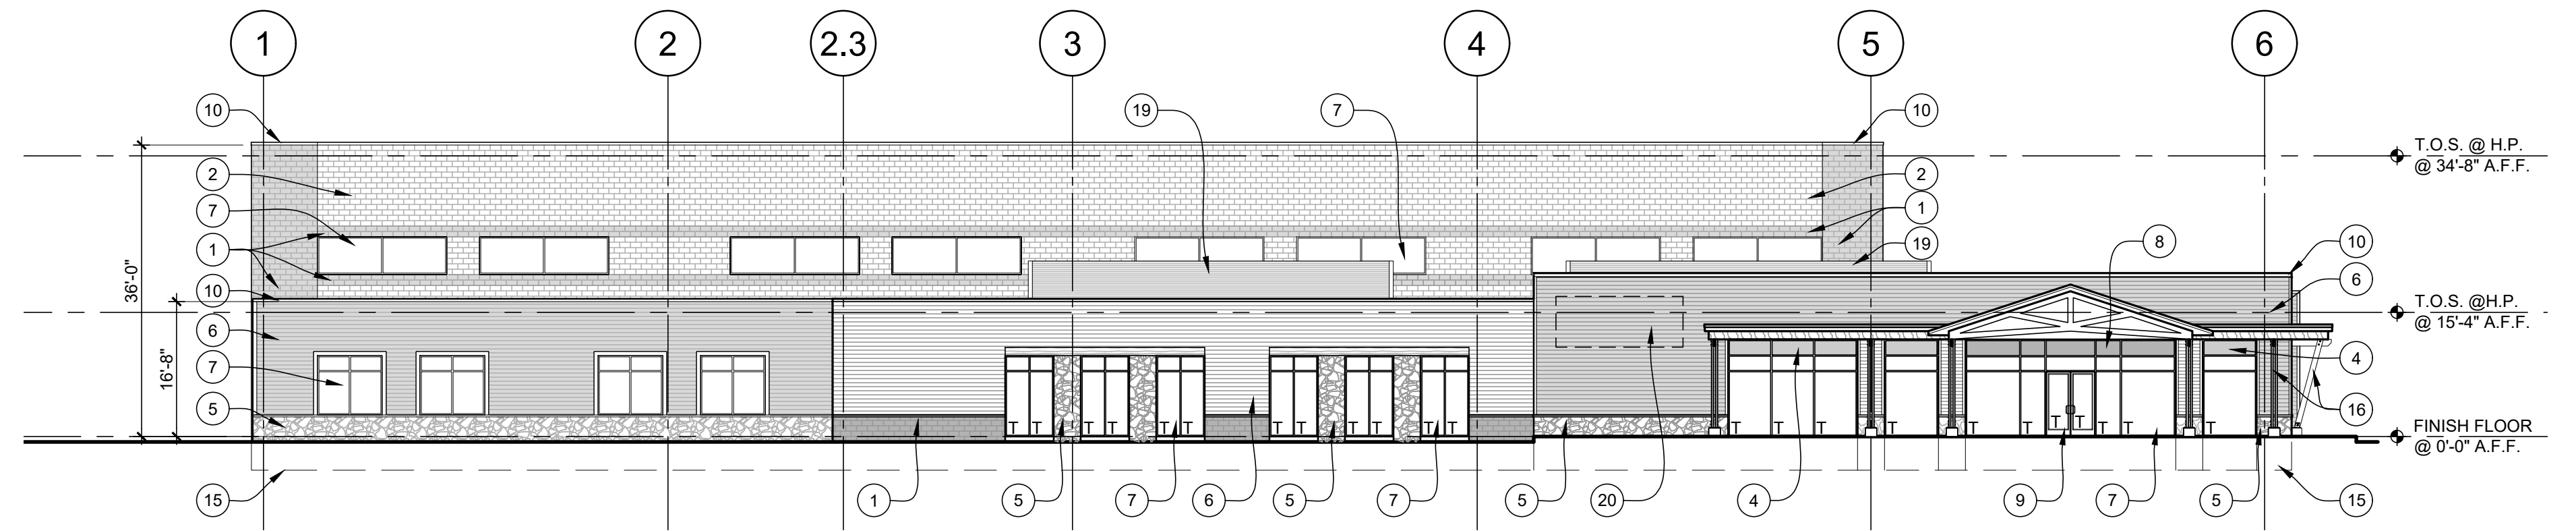 1 2 2.3 3 4 5 6
10 19 7 10
T.O.S. @ H.P.
@ 34'-8" A.F.F.
2 2
7 1
1 19
8 10
36'-0"
10 6
T.O.S. @H.P.
@ 15'-4" A.F.F.
6
16'-8"
7 4
5 16
T T T T T T T T T T T T T T T T T T T
FINISH FLOOR
@ 0'-0" A.F.F.
15 1 5 7 6 5 7 5 20 4 9 7 5 15